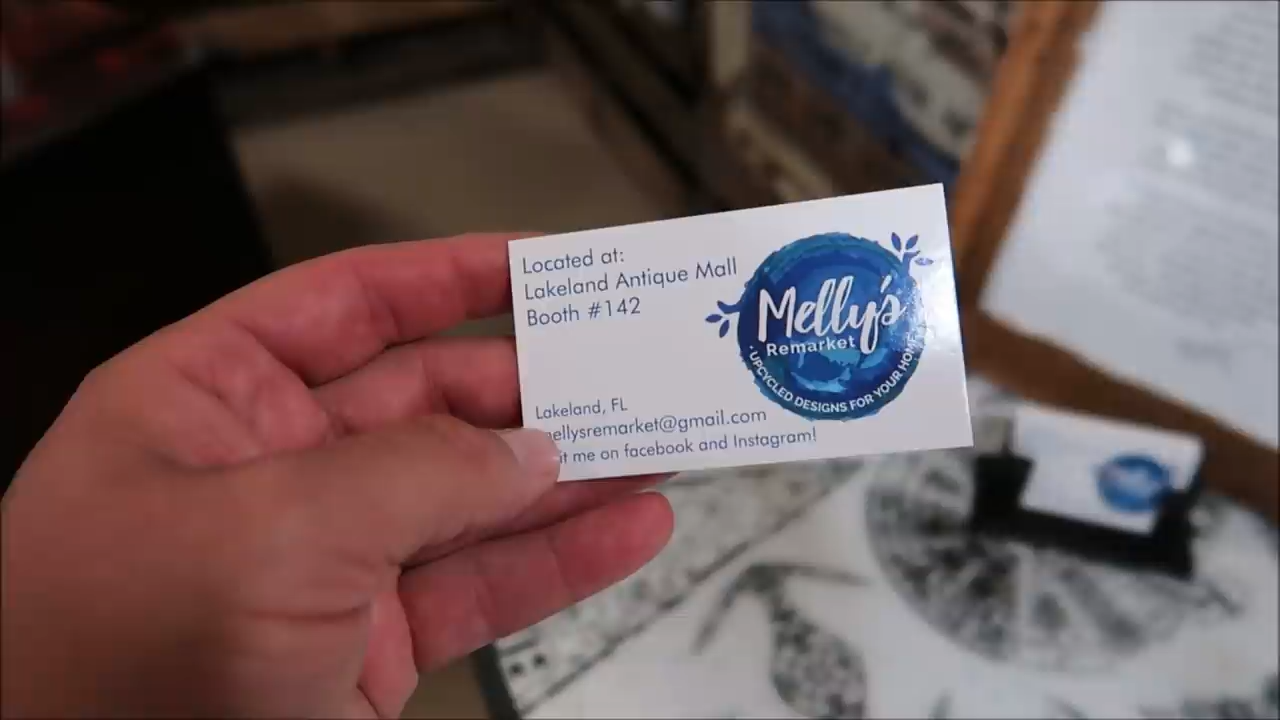 Located at:
Lakeland Antique Mall
Booth #142
Melly's
Remarket
·UPCYCLED DESIGNS FOR YOUR HOME·
Lakeland, FL
ellysremarket@gmail.com
it me on facebook and Instagram!